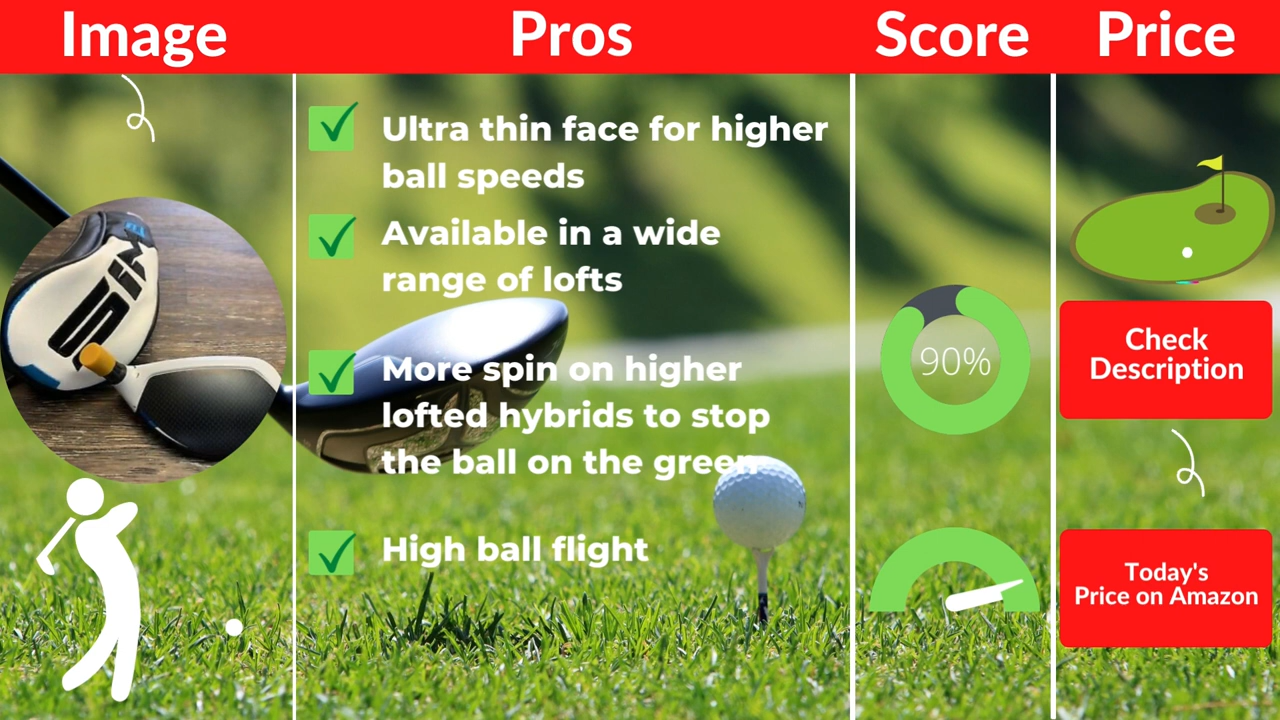 Image
Pros
Score
Price
Ultra thin face for higher
ball speeds
Available in a wide
range of lofts
More spin on higher
lofted hybrids to stop
the ball on the green
High ball flight
SIM
90%
Check
Description
Today's
Price on Amazon